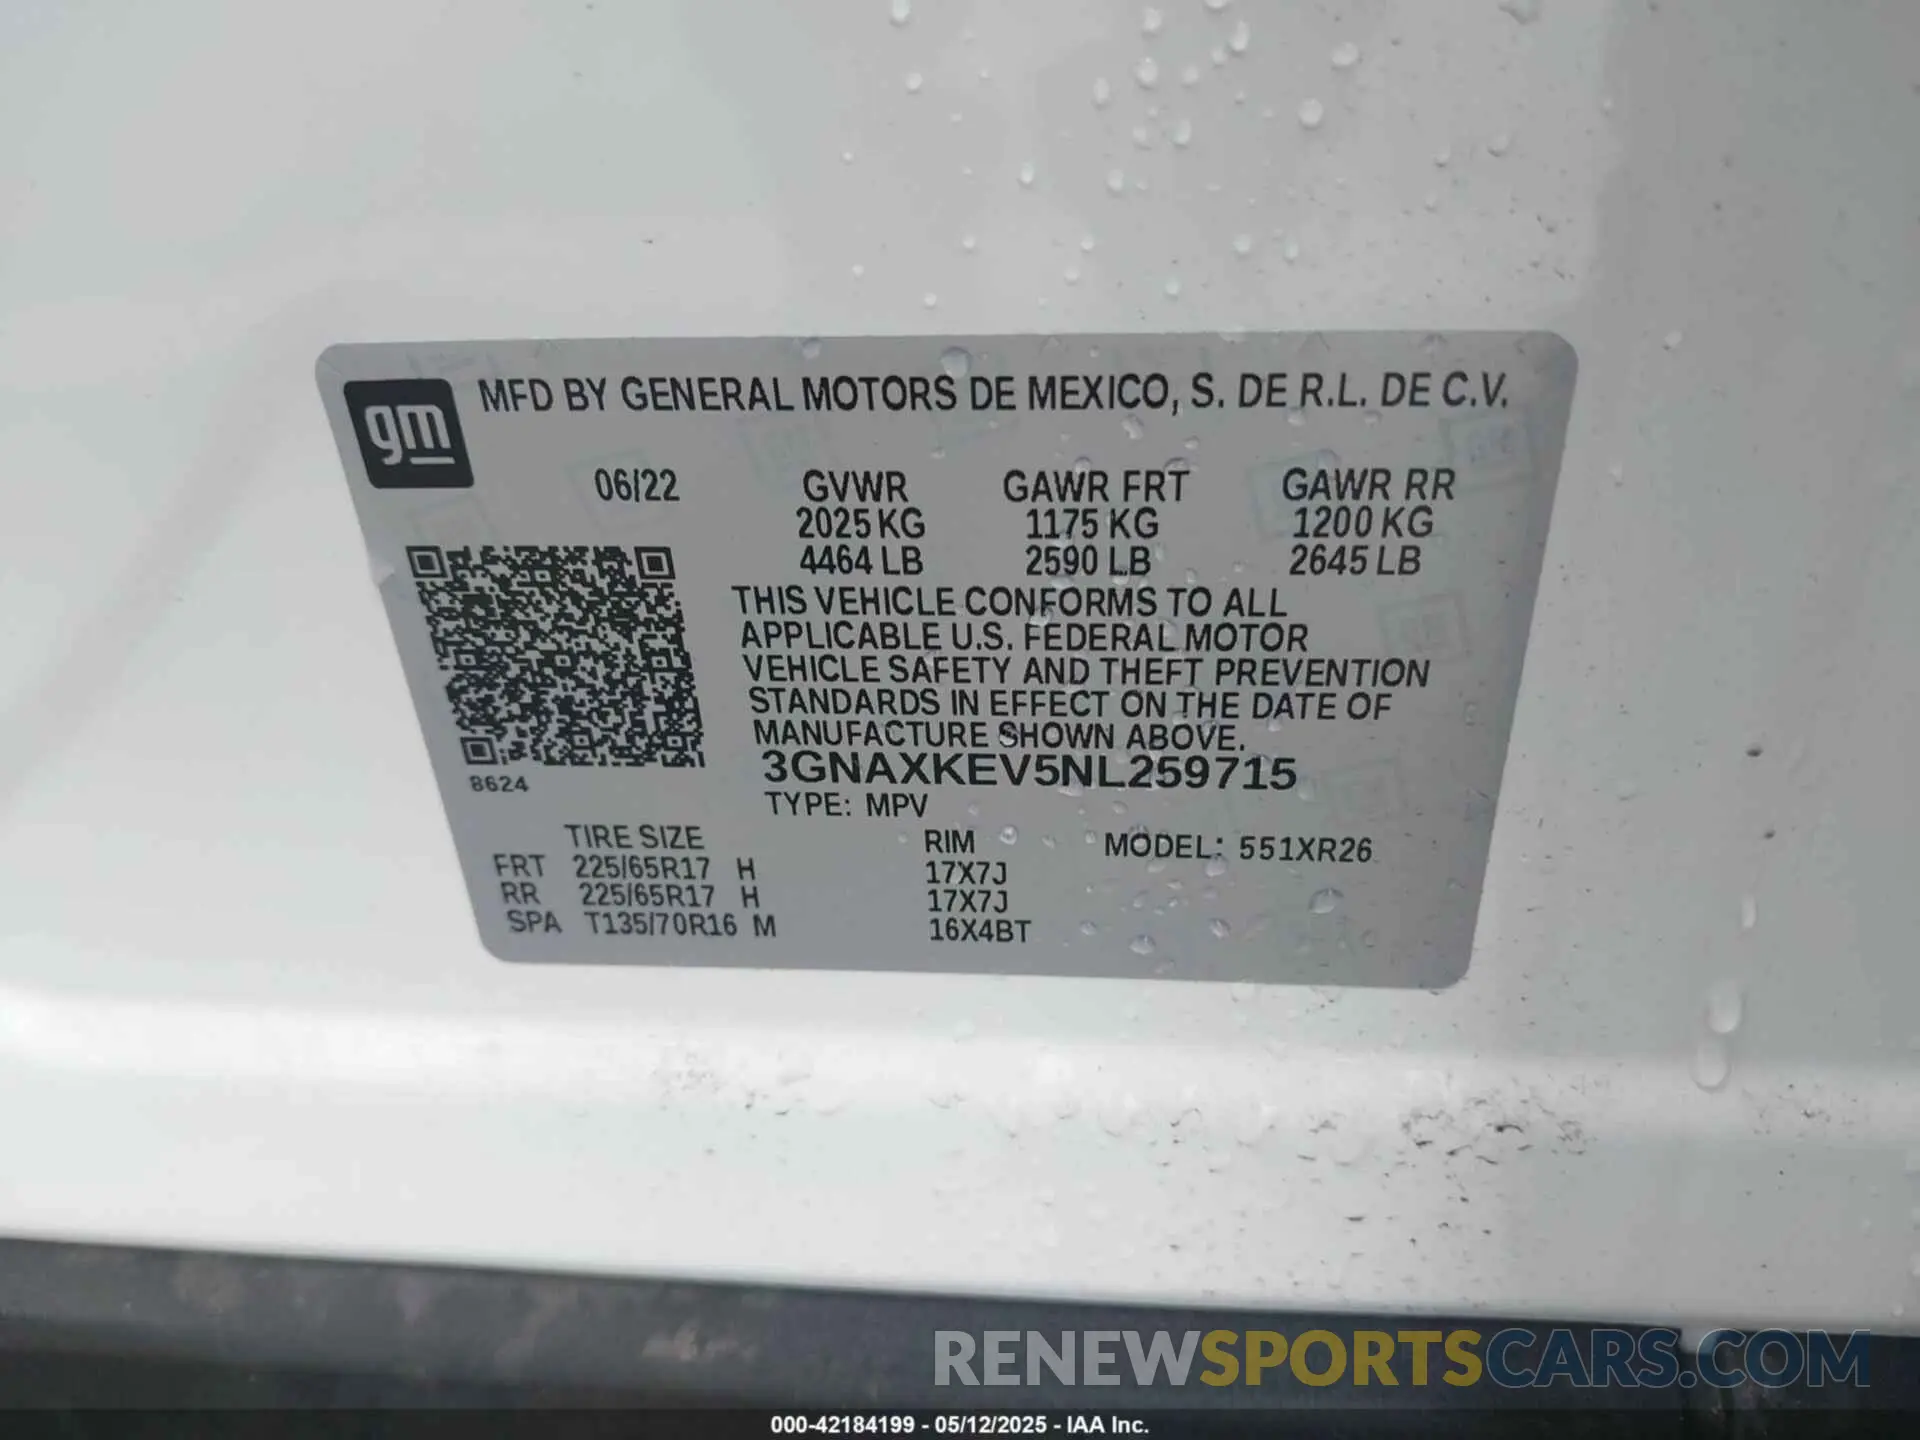 gm
MFD BY GENERAL MOTORS DE MEXICO, S. DE R.L. DE C.V.
06/22 GVWR GAWR FRT GAWR RR
2025 KG 1175 KG 1200 KG
4464 LB 2590 LB 2645 LB
THIS VEHICLE CONFORMS TO ALL
APPLICABLE U.S. FEDERAL MOTOR
VEHICLE SAFETY AND THEFT PREVENTION
STANDARDS IN EFFECT ON THE DATE OF
MANUFACTURE SHOWN ABOVE.
3GNAXKEV5NL259715
8624
TYPE: MPV
TIRE SIZE RIM MODEL: 551XR26
FRT 225/65R17 H 17X7J
RR 225/65R17 H 17X7J
SPA T135/70R16 M 16X4BT
RENEWSPORTSCARS.COM
000-42184199 - 05/12/2025 - IAA Inc.